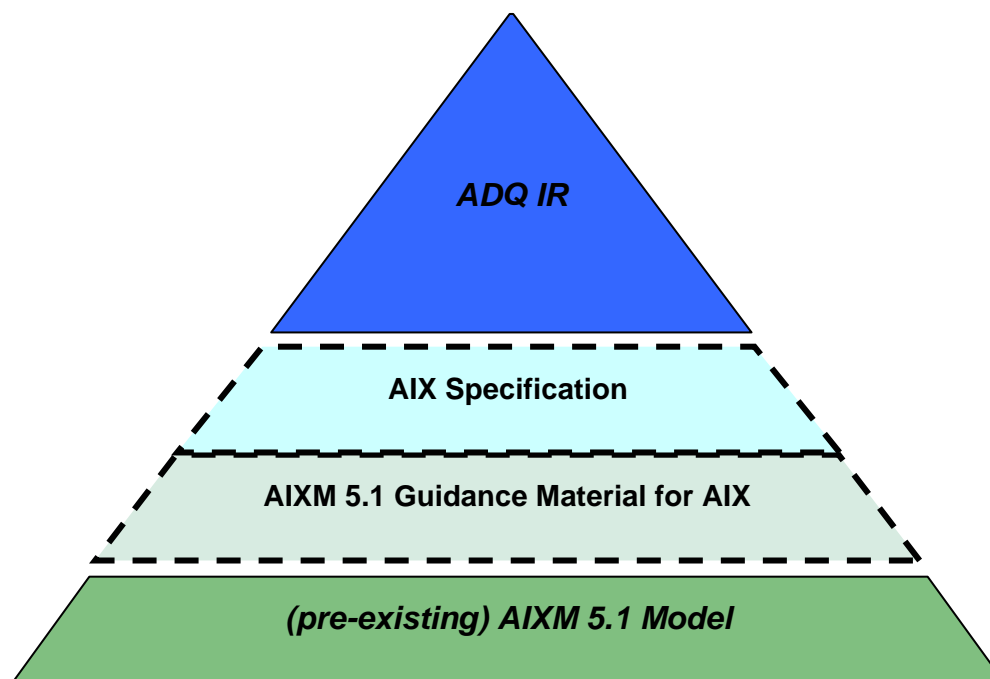 ADQ IR
AIX Specification
AIXM 5.1 Guidance Material for AIX
(pre-existing) AIXM 5.1 Model